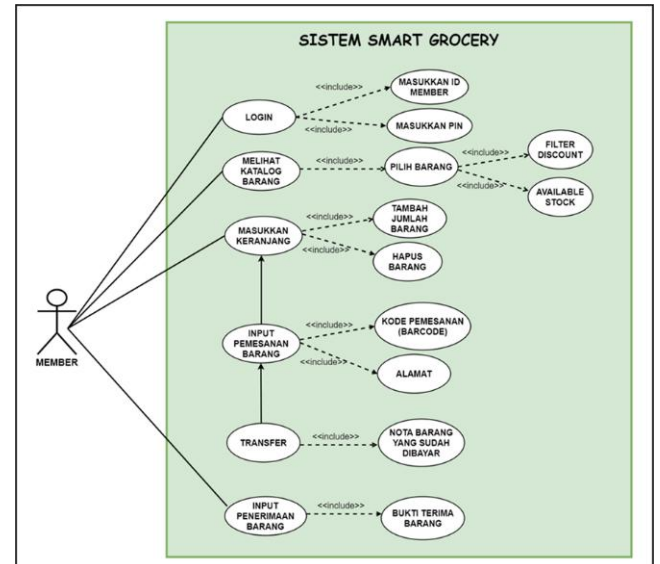 SISTEM SMART GROCERY
LOGIN
<<include>>
MASUKKAN ID
MEMBER
<<include>>
MASUKKAN PIN
MELIHAT
KATALOG
BARANG
<<include>>
PILIH BARANG
<<include>>
FILTER
DISCOUNT
<<include>>
AVAILABLE
STOCK
MASUKKAN
KERANJANG
<<include>>
TAMBAH
JUMLAH
BARANG
<<include>>
HAPUS
BARANG
MEMBER
INPUT
PEMESANAN
BARANG
<<include>>
KODE PEMESANAN
(BARCODE)
<<include>>
ALAMAT
TRANSFER
<<include>>
NOTA BARANG
YANG SUDAH
DIBAYAR
INPUT
PENERIMAAN
BARANG
<<include>>
BUKTI TERIMA
BARANG